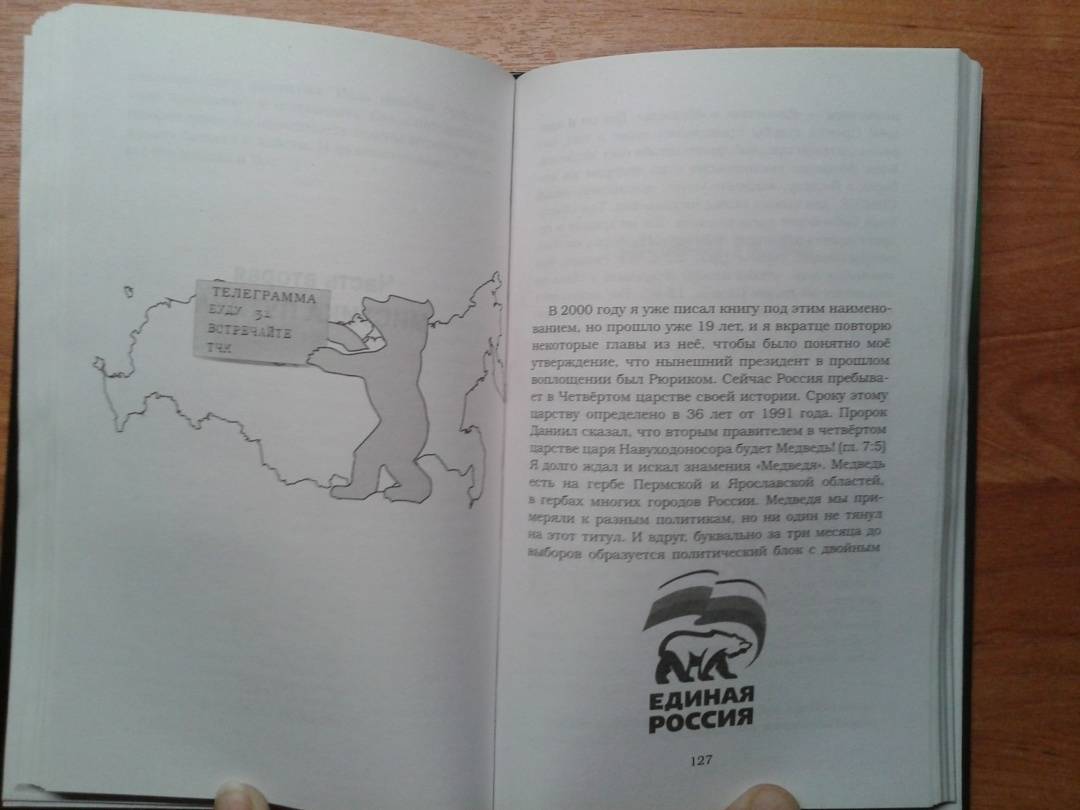 ТЕЛЕГРАММА
БУДУ 31
ВСТРЕЧАЙТЕ
ТЧК
В 2000 году я уже писал книгу под этим наимено-
ванием, но прошло уже 19 лет, и я вкратце повторю
некоторые главы из неё, чтобы было понятно моё
утверждение, что нынешний президент в прошлом
воплощении был Рюриком. Сейчас Россия пребыва-
ет в Четвёртом царстве своей истории. Сроку этому
царству определено в 36 лет от 1991 года. Пророк
Даниил сказал, что вторым правителем в четвёртом
царстве царя Навуходоносора будет Медведь! (гл. 7:5)
Я долго ждал и искал знамения «Медведя». Медведь
есть на гербе Пермской и Ярославской областей,
в гербах многих городов России. Медведя мы при-
меряли к разным политикам, но ни один не тянул
на этот титул. И вдруг, буквально за три месяца до
выборов образуется политический блок с двойным
ЕДИНАЯ
РОССИЯ
127